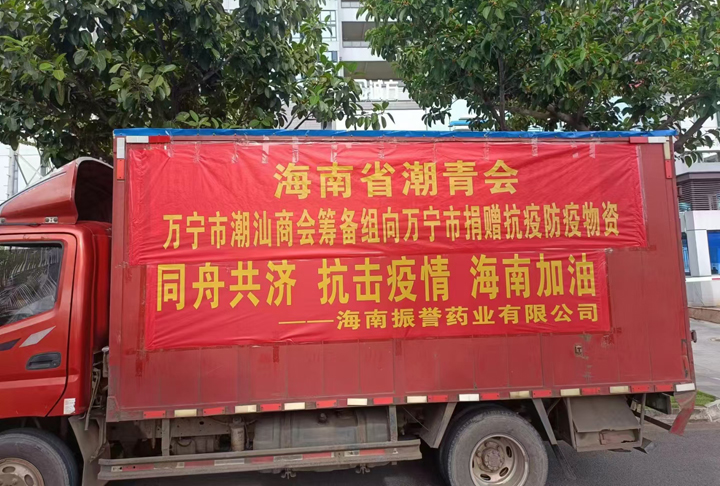 海南省潮青会
万宁市潮汕商会筹备组向万宁市捐赠抗疫防疫物资
同舟共济 抗击疫情 海南加油
——海南振誉药业有限公司